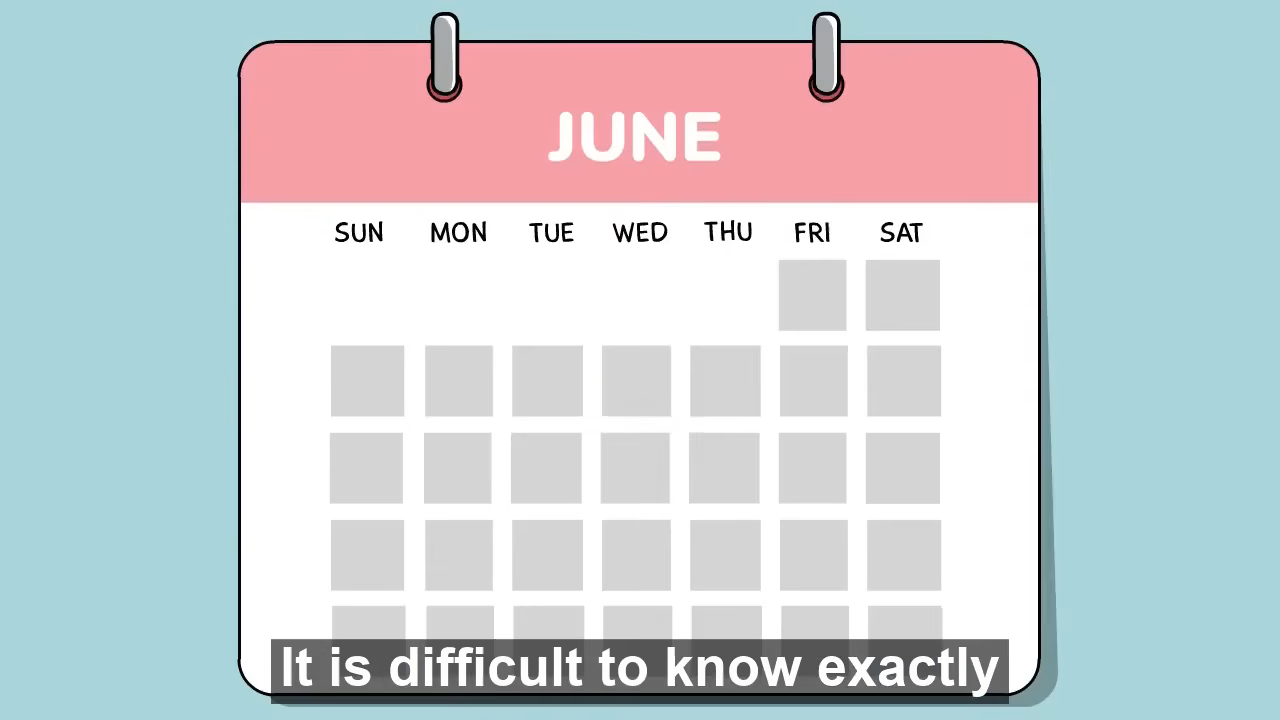 JUNE
SUN MON TUE WED THU FRI SAT
It is difficult to know exactly